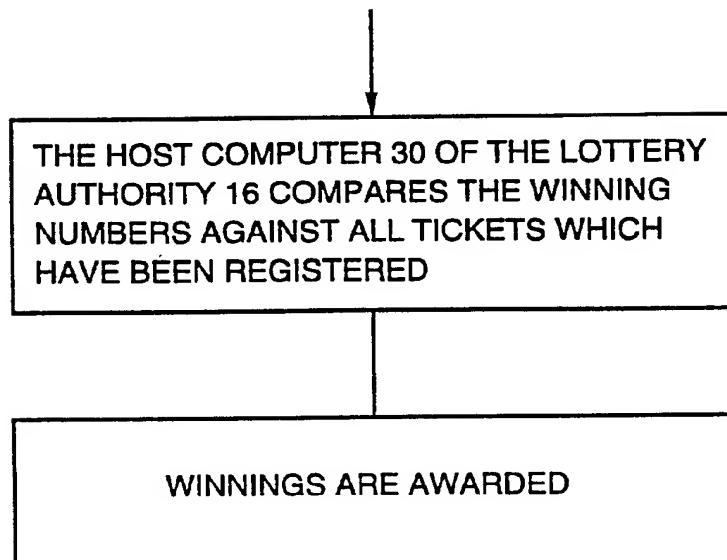 THE HOST COMPUTER 30 OF THE LOTTERY
AUTHORITY 16 COMPARES THE WINNING
NUMBERS AGAINST ALL TICKETS WHICH
HAVE BEEN REGISTERED
WINNINGS ARE AWARDED